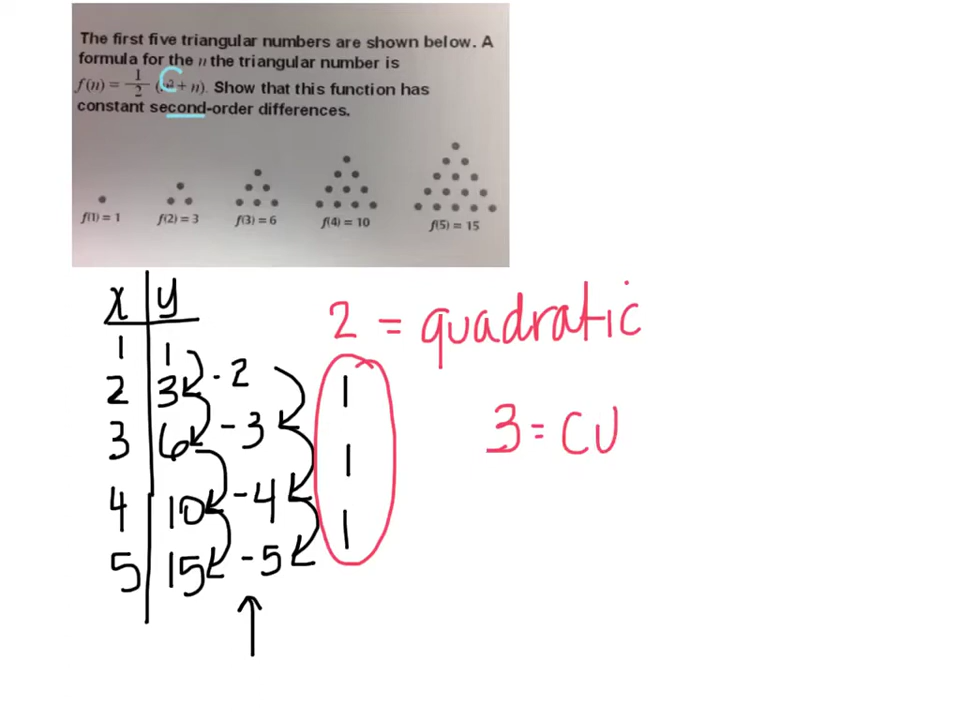 The first five triangular numbers are shown below. A
formula for the n the triangular number is
f(n) = 1/2 (n² + n). Show that this function has
constant second-order differences.
f(1) = 1 f(2) = 3 f(3) = 6 f(4) = 10 f(5) = 15
x y
2 = quadratic
1 1
- 2 1
2 3
3 = CU
3 6 - 3 1
4 10 - 4 1
5 15 - 5